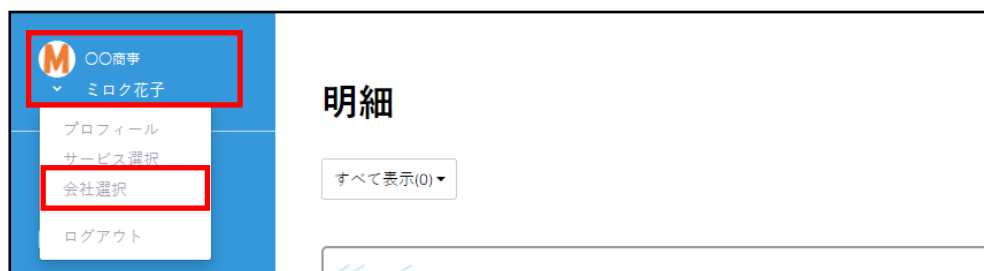 M
〇〇商事
ミロク花子
プロフィール
サービス選択
会社選択
ログアウト
明細
すべて表示(0)